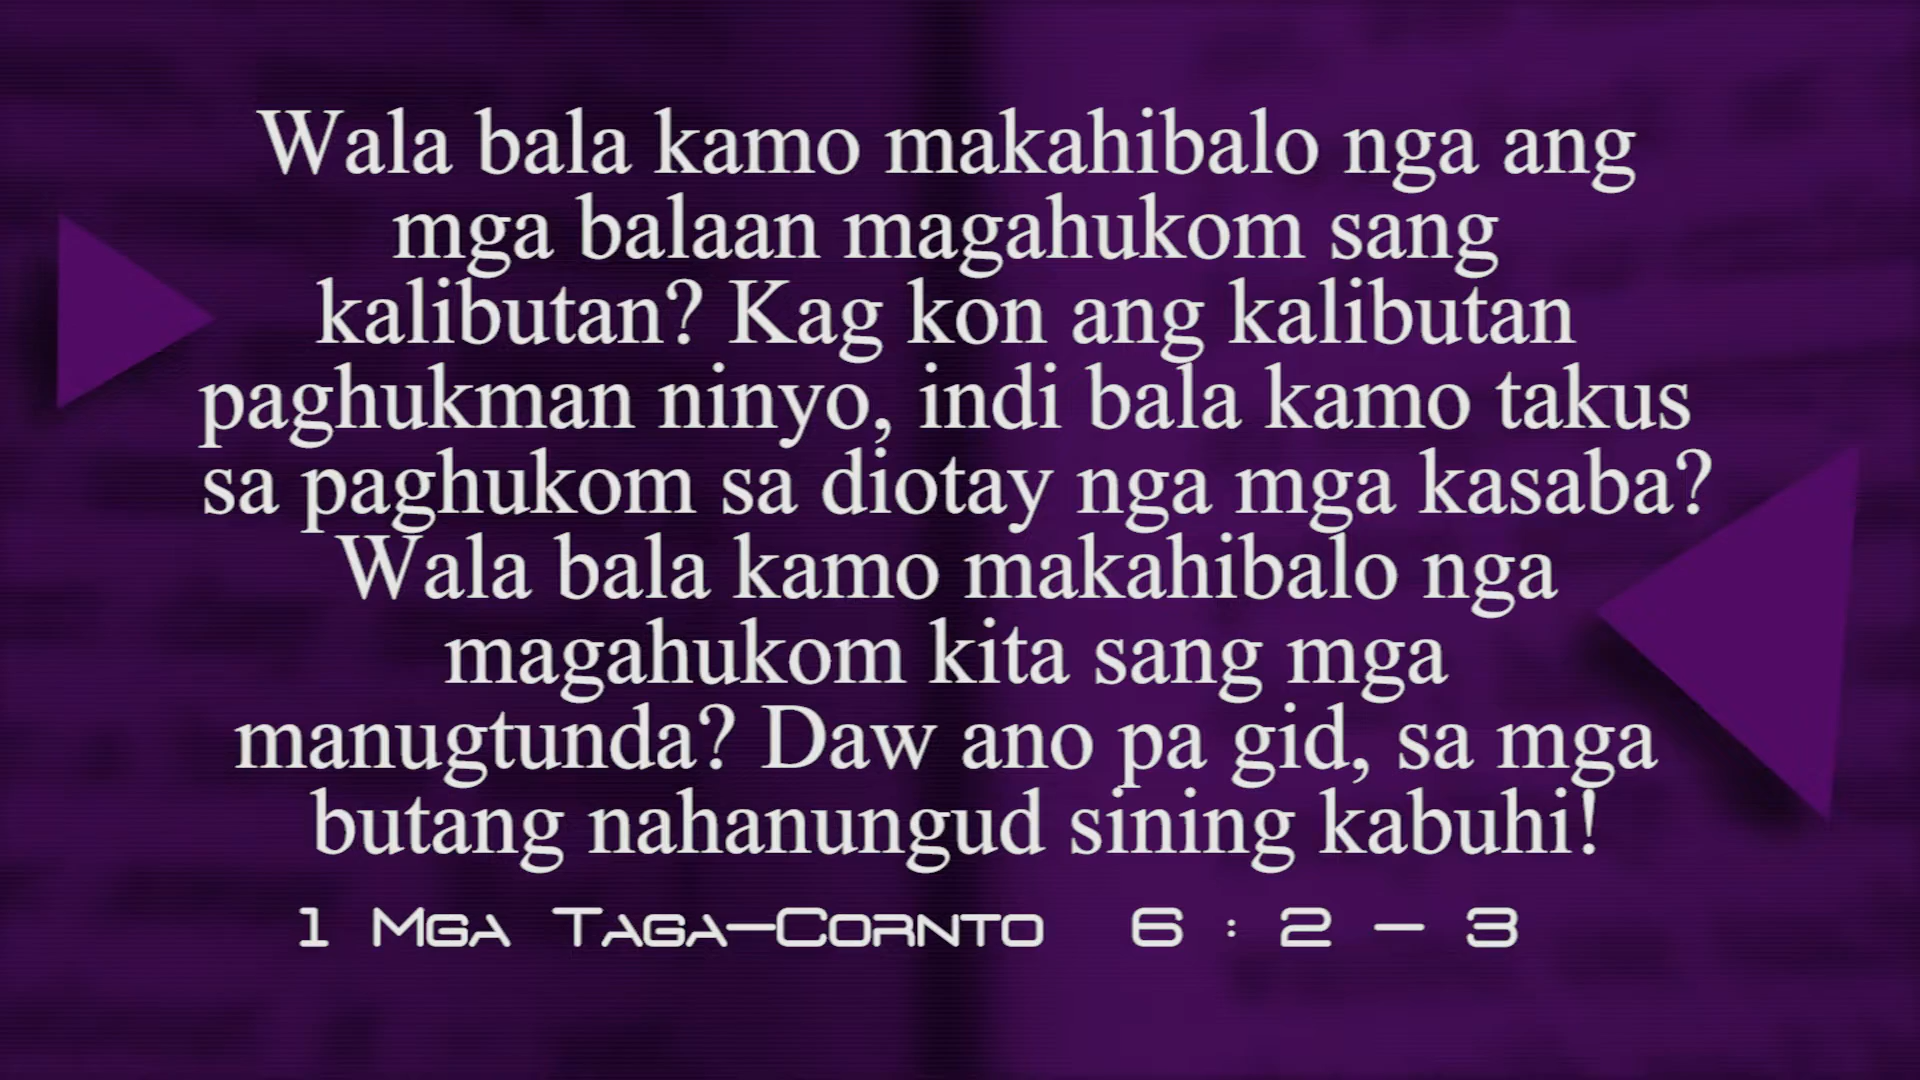 Wala bala kamo makahibalo nga ang
mga balaan magahukom sang
kalibutan? Kag kon ang kalibutan
paghukman ninyo, indi bala kamo takus
sa paghukom sa diotay nga mga kasaba?
Wala bala kamo makahibalo nga
magahukom kita sang mga
manugtunda? Daw ano pa gid, sa mga
butang nahanungud sining kabuhi!
1 Mga Taga-Cornto 6 : 2 - 3